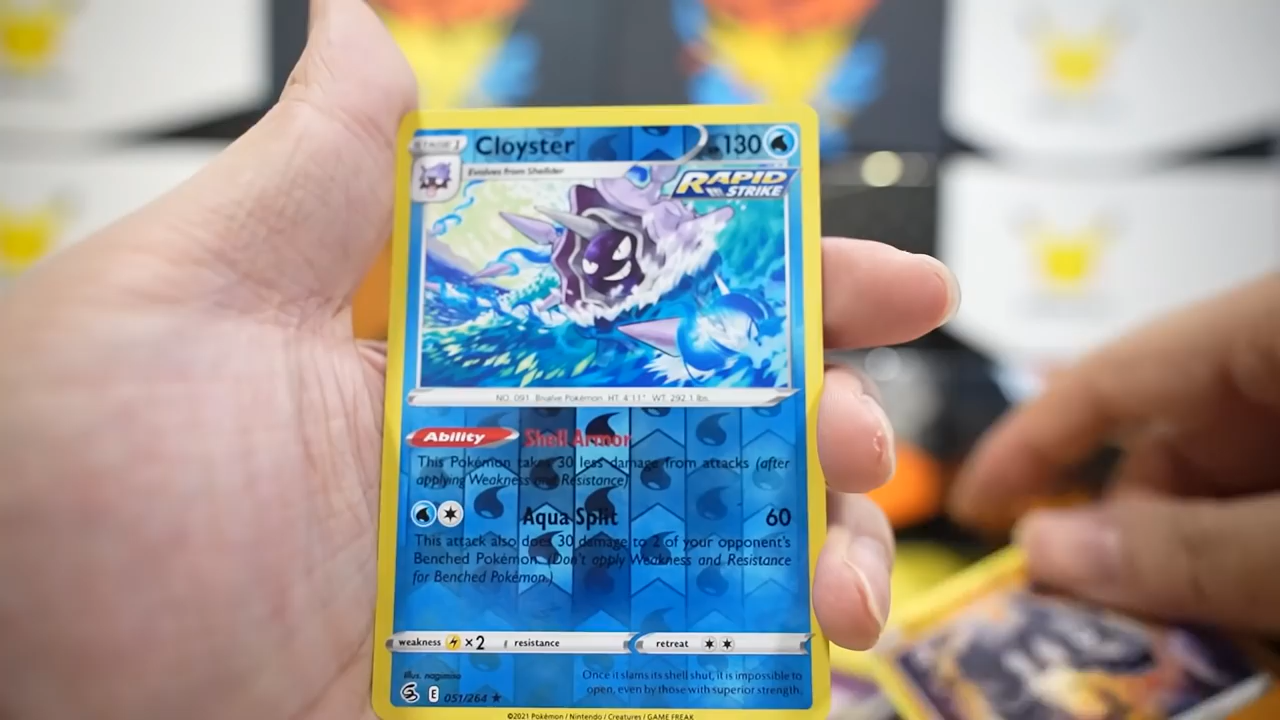 STAGE 1
Cloyster
130
Evolves from Shellder
RAPID
STRIKE
NO. 091 Bivalve Pokémon HT: 4'11" WT: 292.1 lbs.
Ability Shell Armor
This Pokémon takes 30 less damage from attacks (after
applying Weakness and Resistance).
Aqua Split 60
This attack also does 30 damage to 2 of your opponent's
Benched Pokémon. (Don't apply Weakness and Resistance
for Benched Pokémon.)
weakness ×2 resistance retreat
Illus. nagimiso
Once it slams its shell shut, it is impossible to
open, even by those with superior strength.
E 051/264 ★
©2021 Pokémon / Nintendo / Creatures / GAME FREAK